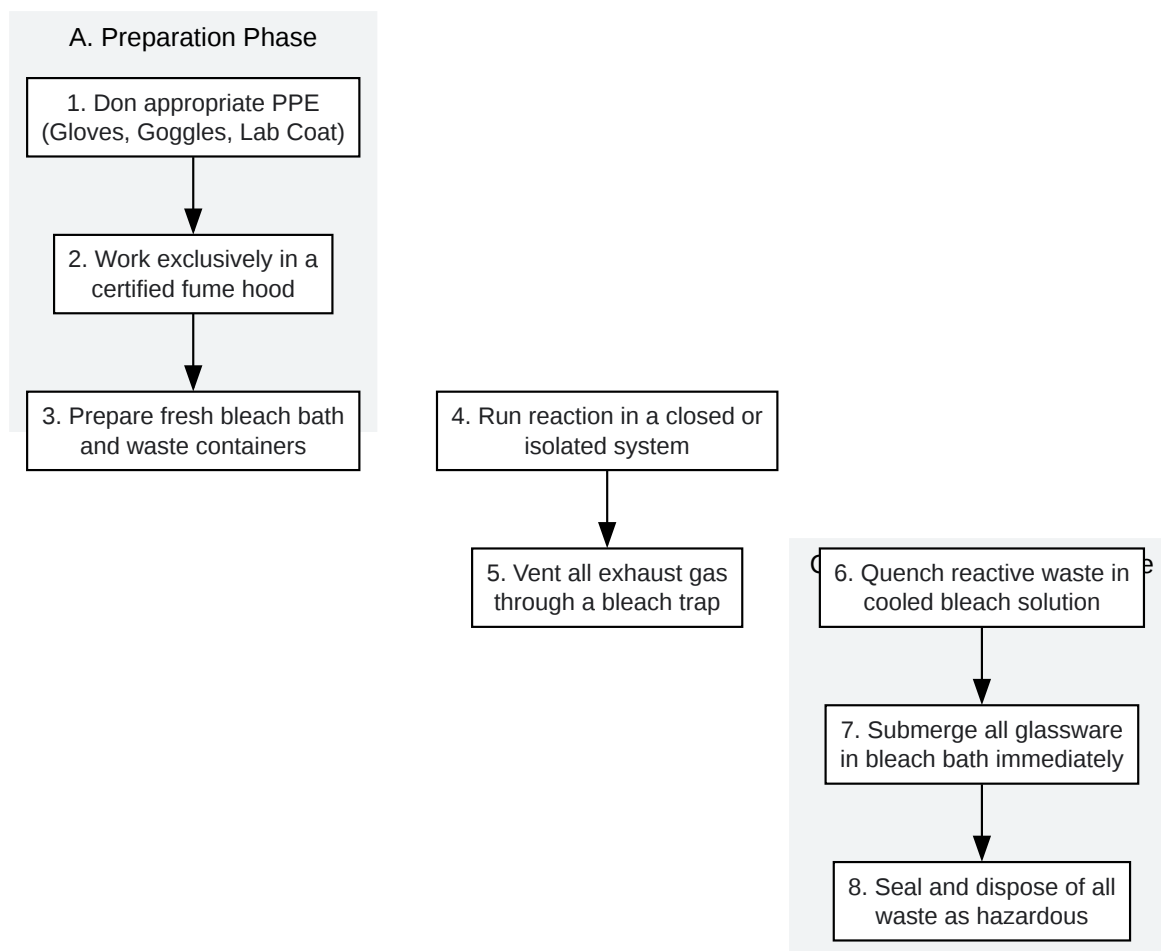 A. Preparation Phase
1. Don appropriate PPE
(Gloves, Goggles, Lab Coat)
2. Work exclusively in a
certified fume hood
3. Prepare fresh bleach bath
and waste containers
4. Run reaction in a closed or
isolated system
5. Vent all exhaust gas
through a bleach trap
6. Quench reactive waste in
cooled bleach solution
7. Submerge all glassware
in bleach bath immediately
8. Seal and dispose of all
waste as hazardous